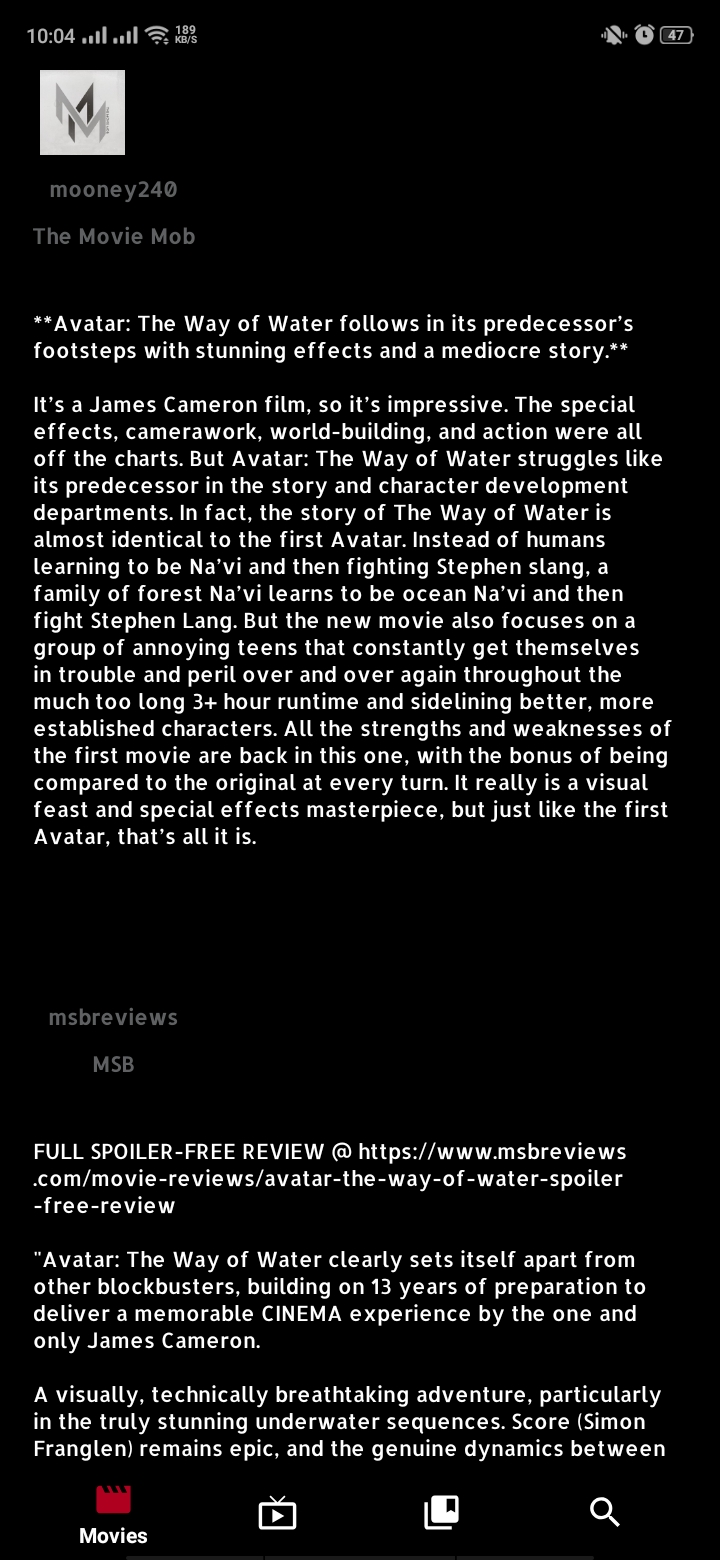 10:04
189
KB/S
47
MM
mooney240
The Movie Mob
**Avatar: The Way of Water follows in its predecessor’s
footsteps with stunning effects and a mediocre story.**
It’s a James Cameron film, so it’s impressive. The special
effects, camerawork, world-building, and action were all
off the charts. But Avatar: The Way of Water struggles like
its predecessor in the story and character development
departments. In fact, the story of The Way of Water is
almost identical to the first Avatar. Instead of humans
learning to be Na’vi and then fighting Stephen slang, a
family of forest Na’vi learns to be ocean Na’vi and then
fight Stephen Lang. But the new movie also focuses on a
group of annoying teens that constantly get themselves
in trouble and peril over and over again throughout the
much too long 3+ hour runtime and sidelining better, more
established characters. All the strengths and weaknesses of
the first movie are back in this one, with the bonus of being
compared to the original at every turn. It really is a visual
feast and special effects masterpiece, but just like the first
Avatar, that’s all it is.
msbreviews
MSB
FULL SPOILER-FREE REVIEW @ https://www.msbreviews
.com/movie-reviews/avatar-the-way-of-water-spoiler
-free-review
"Avatar: The Way of Water clearly sets itself apart from
other blockbusters, building on 13 years of preparation to
deliver a memorable CINEMA experience by the one and
only James Cameron.
A visually, technically breathtaking adventure, particularly
in the truly stunning underwater sequences. Score (Simon
Franglen) remains epic, and the genuine dynamics between
Movies